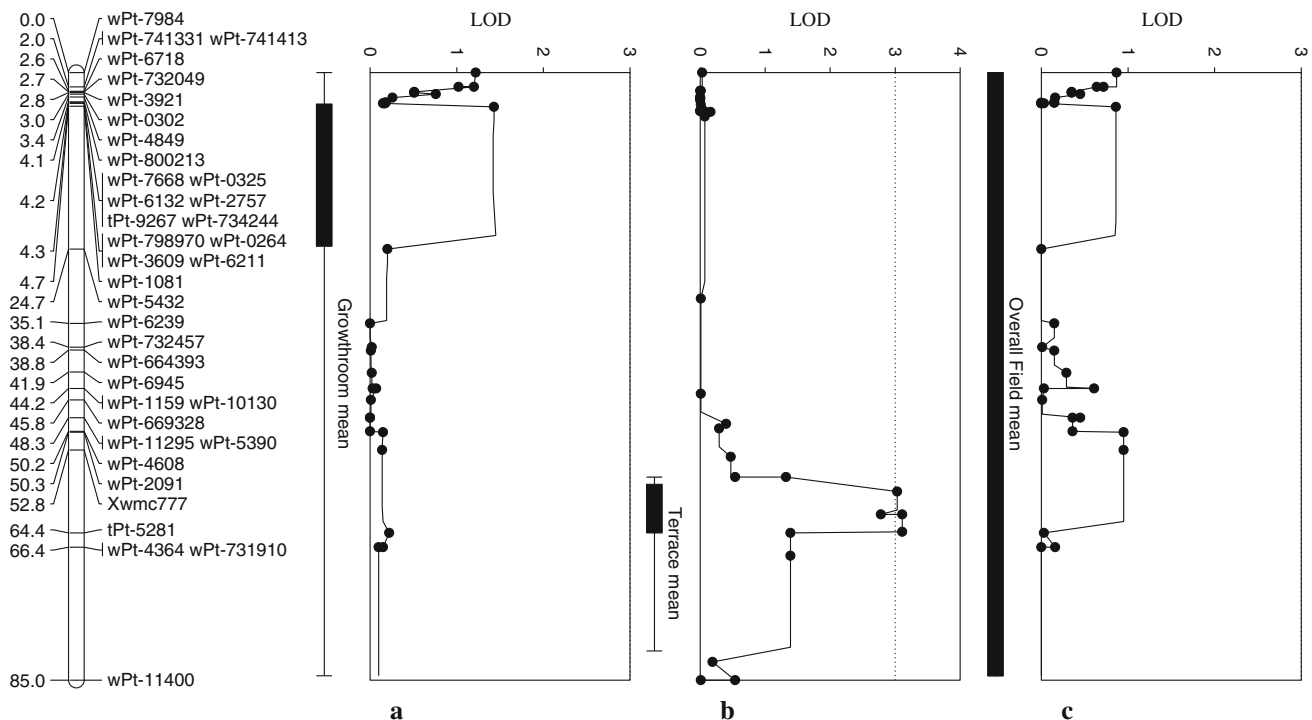 0.0 wPt-7984
2.0 wPt-741331 wPt-741413
2.6 wPt-6718
2.7 wPt-732049
2.8 wPt-3921
3.0 wPt-0302
3.4 wPt-4849
4.1 wPt-800213
wPt-7668 wPt-0325
4.2 wPt-6132 wPt-2757
tPt-9267 wPt-734244
wPt-798970 wPt-0264
4.3 wPt-3609 wPt-6211
4.7 wPt-1081
24.7 wPt-5432
35.1 wPt-6239
38.4 wPt-732457
38.8 wPt-664393
41.9 wPt-6945
44.2 wPt-1159 wPt-10130
45.8 wPt-669328
48.3 wPt-11295 wPt-5390
50.2 wPt-4608
50.3 wPt-2091
52.8 Xwmc777
64.4 tPt-5281
66.4 wPt-4364 wPt-731910
85.0 wPt-11400
LOD
0 1 2 3
Growthroom mean
a
LOD
0 1 2 3 4
Terrace mean
b
LOD
0 1 2 3
Overall Field mean
c